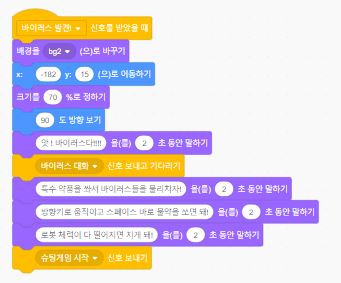 바이러스 발견! 신호를 받았을 때
배경을 bg2 (으)로 바꾸기
x: -182 y: 15 (으)로 이동하기
크기를 70 %로 정하기
90 도 방향 보기
앗 ! 바이러스다!!!! 을(를) 2 초 동안 말하기
바이러스 대화 신호 보내고 기다리기
특수 약품을 싸서 바이러스들을 물리치자! 을(를) 2 초 동안 말하기
방향키로 움직이고 스페이스 바로 물약을 쏘면 돼! 을(를) 2 초 동안 말하기
로봇 체력이 다 떨어지면 지게 돼! 을(를) 2 초 동안 말하기
슈팅게임 시작 신호 보내기